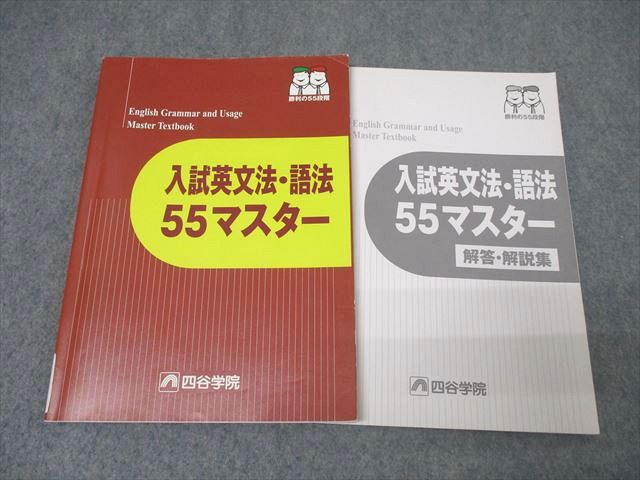 勝利の55段階
English Grammar and Usage
Master Textbook
入試英文法・語法
55マスター
四谷学院
勝利の55段階
English Grammar and Usage
Master Textbook
入試英文法・語法
55マスター
解答・解説集
四谷学院